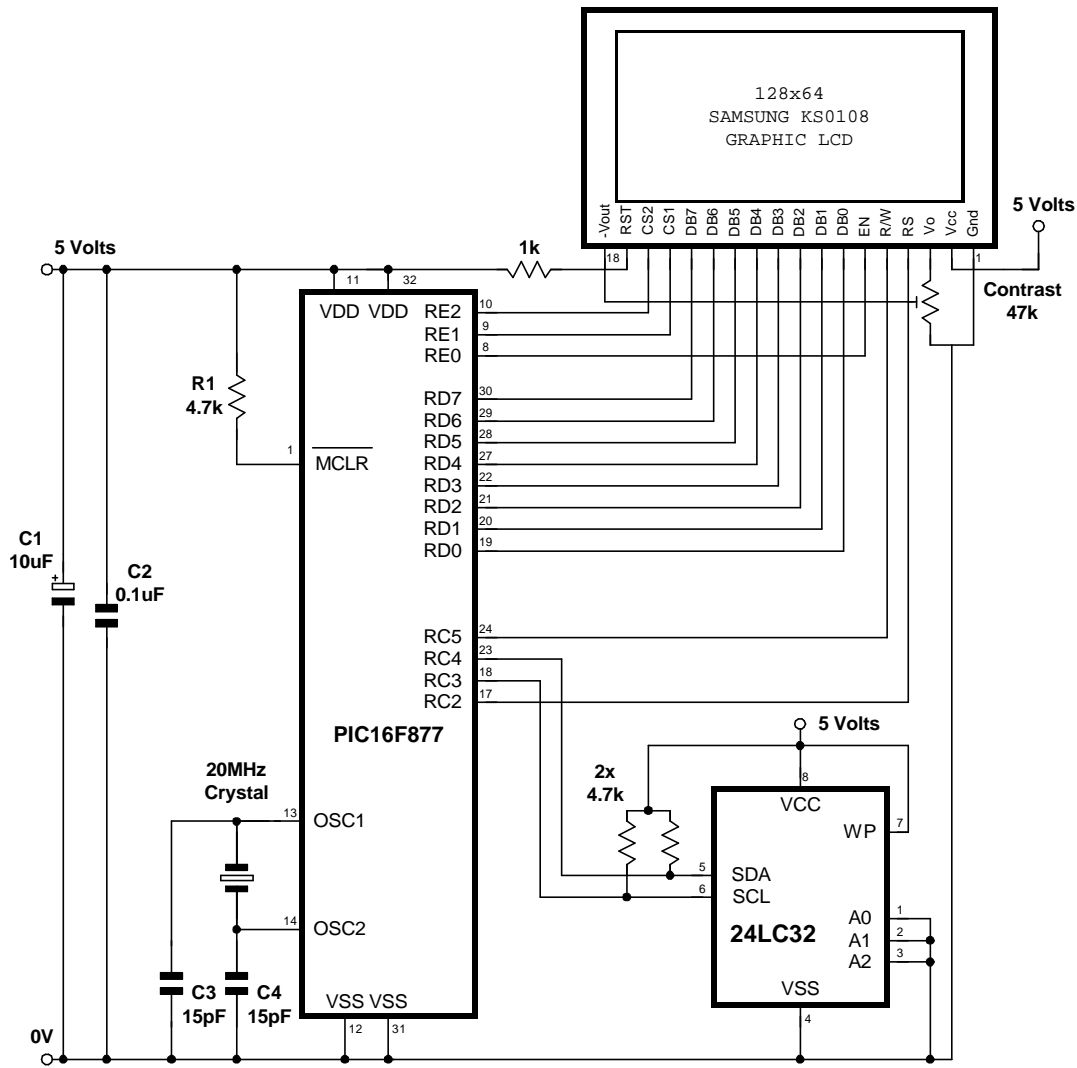 128x64
SAMSUNG KS0108
GRAPHIC LCD
-Vout RST CS2 CS1 DB7 DB6 DB5 DB4 DB3 DB2 DB1 DB0 EN R/W RS Vo Vcc Gnd
18
1
5 Volts
Contrast
47k
5 Volts
1k
11
32
VDD VDD
RE2 10
RE1 9
RE0 8
R1
4.7k
1
MCLR
RD7 30
RD6 29
RD5 28
RD4 27
RD3 22
RD2 21
RD1 20
RD0 19
C1
10uF
+
C2
0.1uF
RC5 24
RC4 23
RC3 18
RC2 17
PIC16F877
20MHz
Crystal
13 OSC1
14 OSC2
C3
15pF
C4
15pF
VSS VSS
12
31
0V
5 Volts
2x
4.7k
8
VCC
WP 7
5 SDA
6 SCL
24LC32
A0 1
A1 2
A2 3
VSS
4